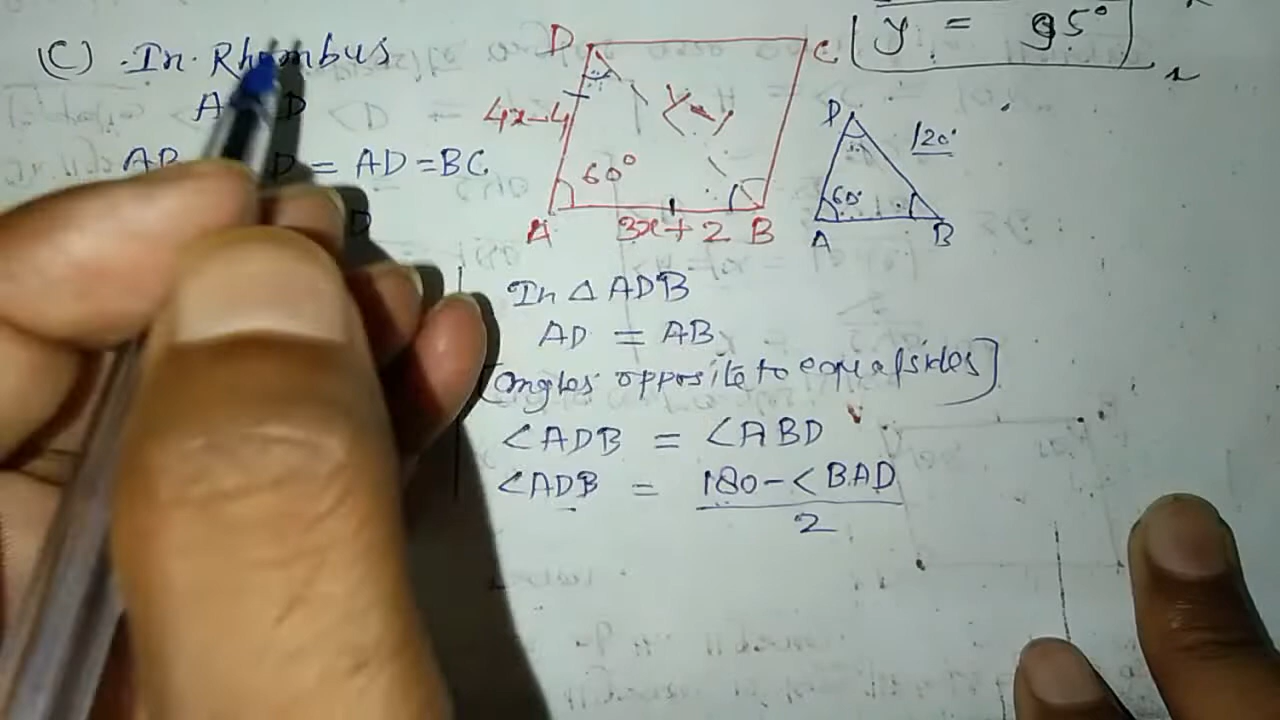 (C) In Rhombus
A D
AB = AD = BC
D
D C
4x-4
60°
A 3x+2 B
y = 95°
D 120°
60°
A B
In △ ADB
AD = AB
[angles opposite to equal sides]
∠ADB = ∠ABD
∠ADB = 180-∠BAD
2